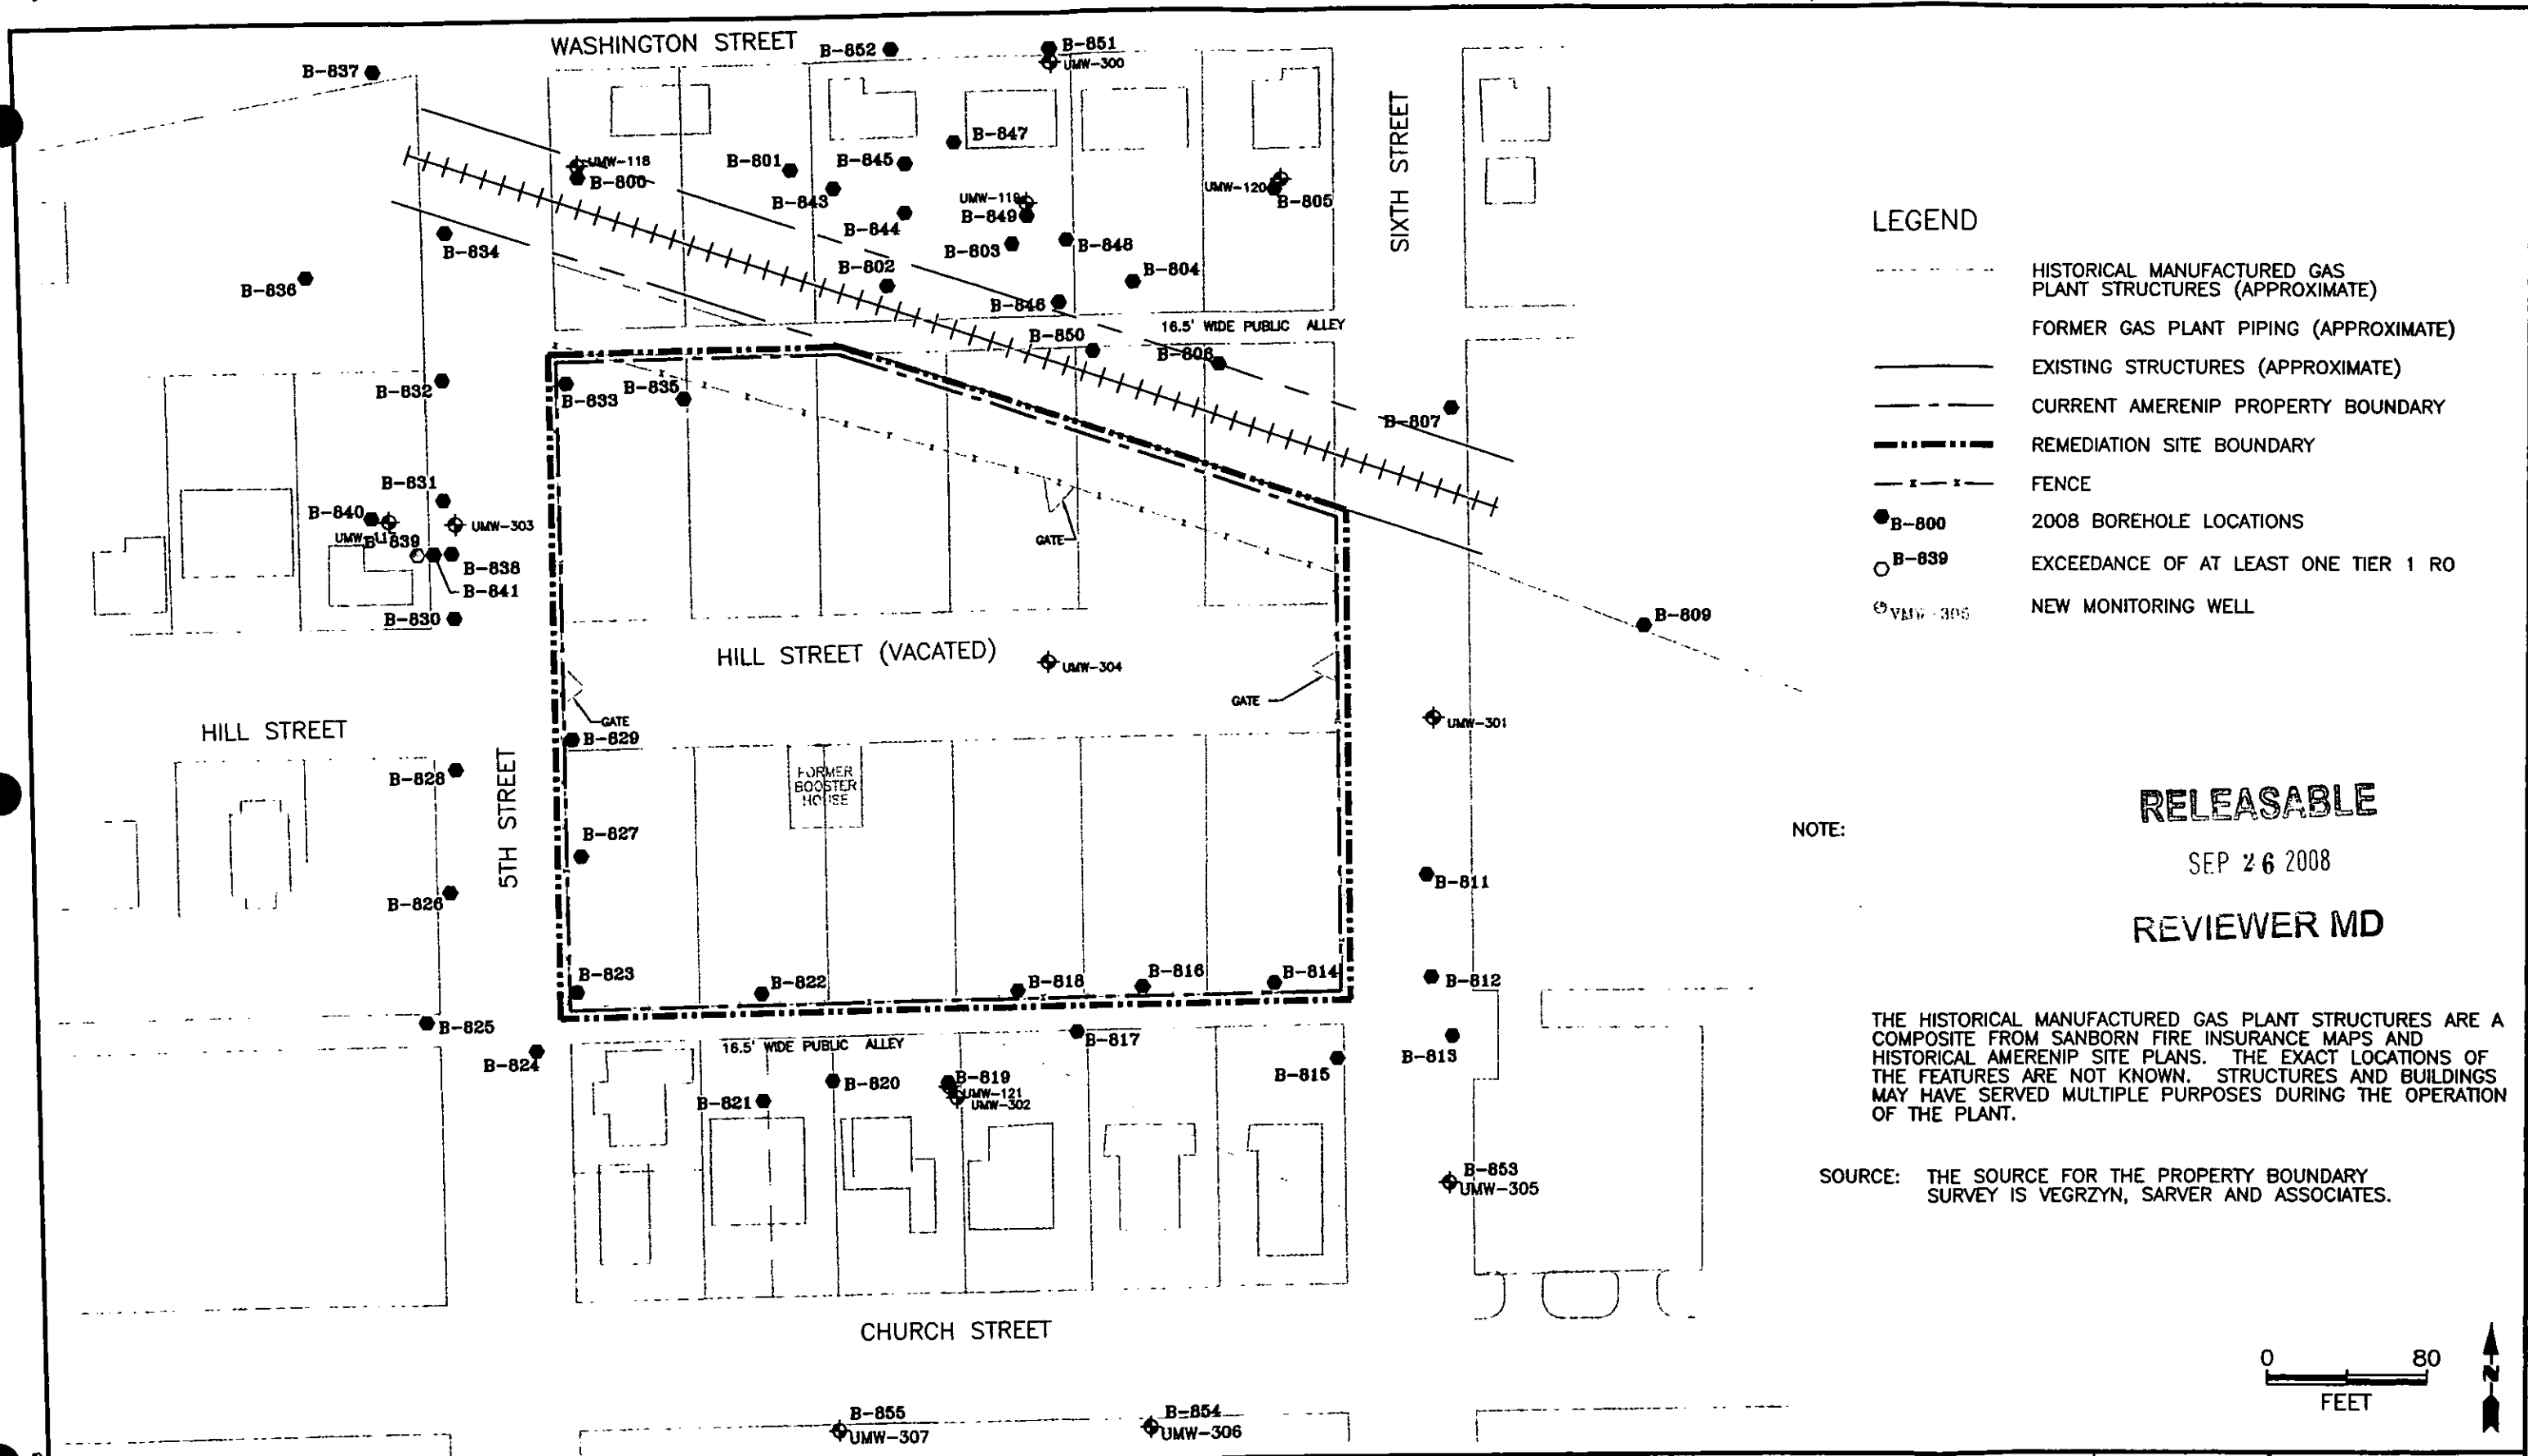 WASHINGTON STREET
B-852
B-851
UMW-300
B-837
B-847
UMW-118
B-800
B-801
B-845
B-843
B-844
UMW-119
B-849
B-803
B-848
UMW-120
B-805
SIXTH STREET
B-834
B-836
B-802
B-804
B-846
16.5' WIDE PUBLIC ALLEY
B-850
B-806
B-832
B-833
B-835
B-807
B-831
B-840
UMW-303
UMW-117
B-839
B-838
B-841
B-830
GATE
B-809
HILL STREET (VACATED)
UMW-304
GATE
UMW-301
GATE
HILL STREET
B-829
B-828
5TH STREET
FORMER
BOOSTER
HOUSE
B-827
B-826
B-811
B-823
B-822
B-818
B-816
B-814
B-812
B-825
B-824
16.5' WIDE PUBLIC ALLEY
B-817
B-813
B-815
B-820
B-819
UMW-121
UMW-302
B-821
B-853
UMW-305
CHURCH STREET
B-855
UMW-307
B-854
UMW-306
LEGEND
HISTORICAL MANUFACTURED GAS
PLANT STRUCTURES (APPROXIMATE)
FORMER GAS PLANT PIPING (APPROXIMATE)
EXISTING STRUCTURES (APPROXIMATE)
CURRENT AMERENIP PROPERTY BOUNDARY
REMEDIATION SITE BOUNDARY
FENCE
B-800 2008 BOREHOLE LOCATIONS
B-839 EXCEEDANCE OF AT LEAST ONE TIER 1 RO
NEW MONITORING WELL
RELEASABLE
NOTE:
SEP 26 2008
REVIEWER MD
THE HISTORICAL MANUFACTURED GAS PLANT STRUCTURES ARE A
COMPOSITE FROM SANBORN FIRE INSURANCE MAPS AND
HISTORICAL AMERENIP SITE PLANS. THE EXACT LOCATIONS OF
THE FEATURES ARE NOT KNOWN. STRUCTURES AND BUILDINGS
MAY HAVE SERVED MULTIPLE PURPOSES DURING THE OPERATION
OF THE PLANT.
SOURCE: THE SOURCE FOR THE PROPERTY BOUNDARY
SURVEY IS VEGRZYN, SARVER AND ASSOCIATES.
0 80
FEET
N